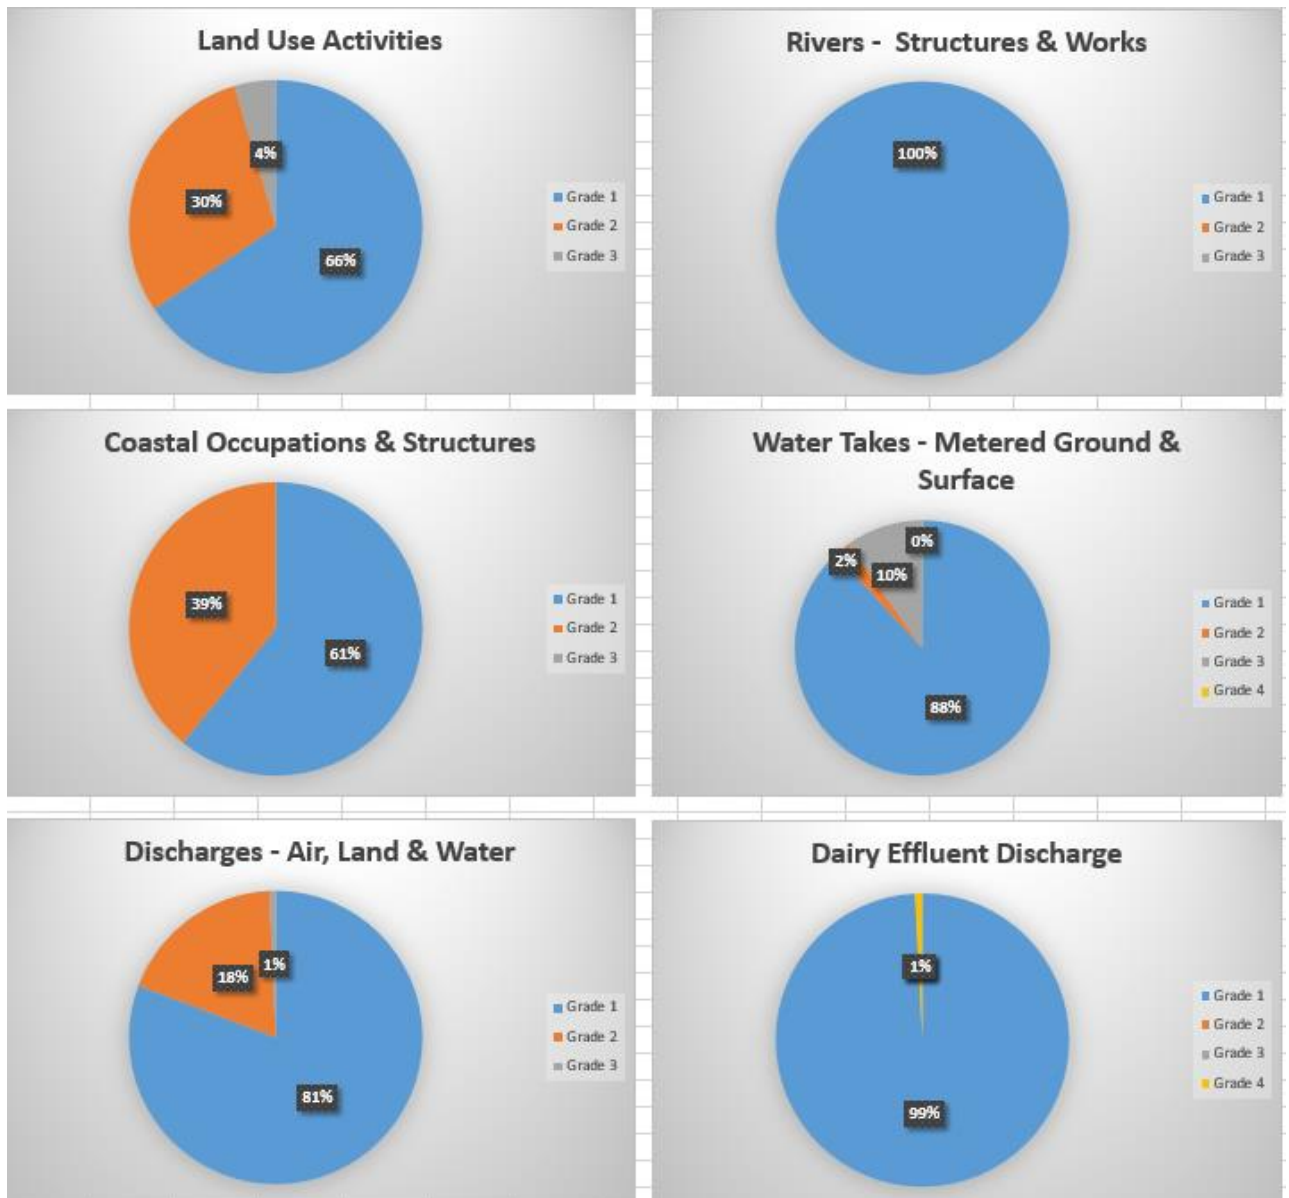 Land Use Activities
4%
30%
66%
Grade 1
Grade 2
Grade 3
Rivers - Structures & Works
100%
Grade 1
Grade 2
Grade 3
Coastal Occupations & Structures
39%
61%
Grade 1
Grade 2
Grade 3
Water Takes - Metered Ground &
Surface
0%
2%
10%
88%
Grade 1
Grade 2
Grade 3
Grade 4
Discharges - Air, Land & Water
1%
18%
81%
Grade 1
Grade 2
Grade 3
Dairy Effluent Discharge
1%
99%
Grade 1
Grade 2
Grade 3
Grade 4